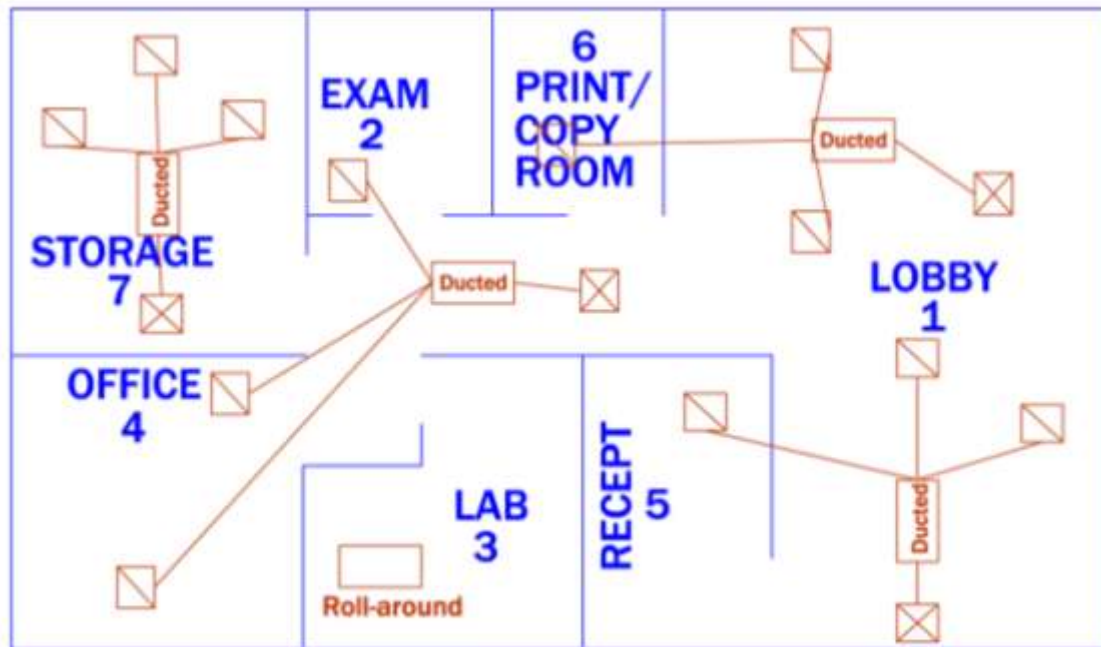 EXAM
2
6
PRINT/
COPY
ROOM
Ducted
Ducted
STORAGE
7
Ducted
LOBBY
1
OFFICE
4
RECEPT
5
LAB
3
Ducted
Roll-around